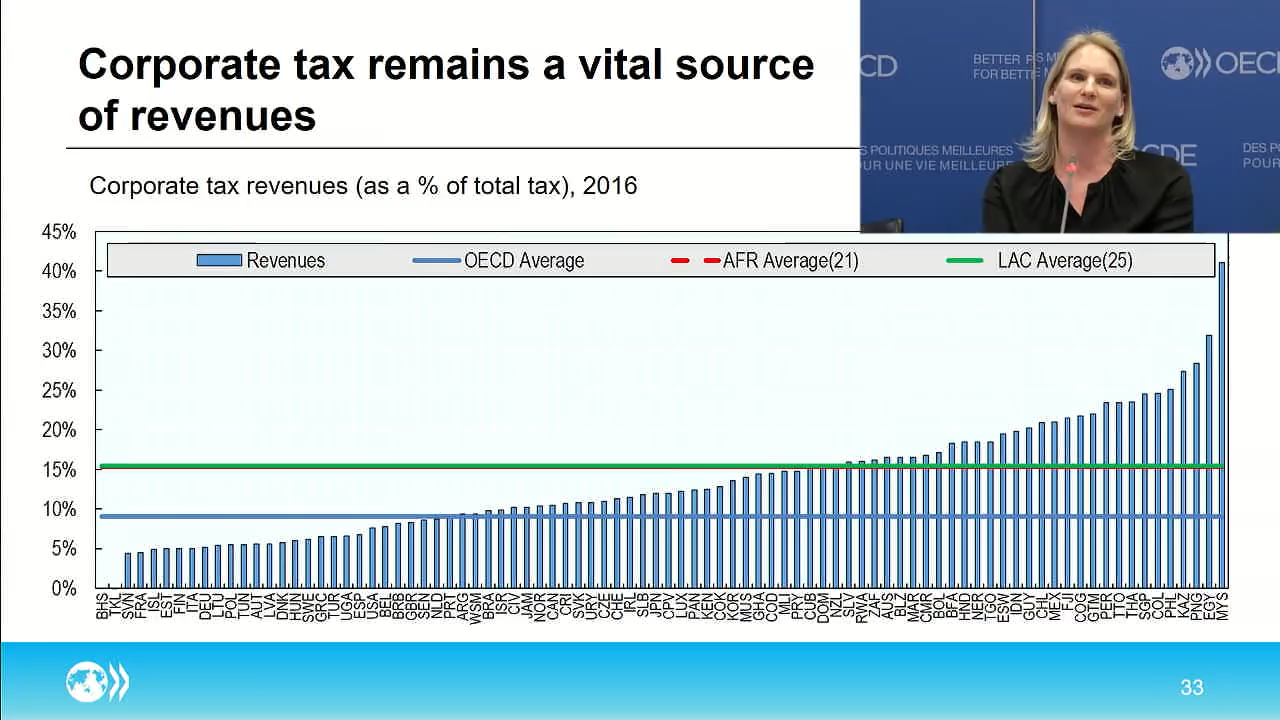 Corporate tax remains a vital source
of revenues
Corporate tax revenues (as a % of total tax), 2016
CD
BETTER
FOR BETTE
OEC
S POLITIQUES MEILLEURES
UR UNE VIE MEILLEURE
CDE
DES PO
POUR
45%
40%
35%
30%
25%
20%
15%
10%
5%
0%
Revenues
OECD Average
AFR Average(21)
LAC Average(25)
BHS TKL SVN FRA ISL EST FIN ITA DEU LTU POL TUN AUT LVA DNK HUN SWE GRC TUR UGA ESP USA BEL BRB GBR SEN NLD PRT ARG WSM BRA ISR CIV JAM NOR CAN CRI SVK URY CZE CHE IRL SLB JPN CPV LUX PAN KEN COK KOR MUS GHA COD MLI PRY CUB DOM NZL SLV RWA ZAF AUS BLZ MAR CMR BOL BFA HND NER TGO ESW IDN GUY CHL MEX FJI COG GTM PER TTO THA SGP COL PHL KAZ PNG EGY MYS
33